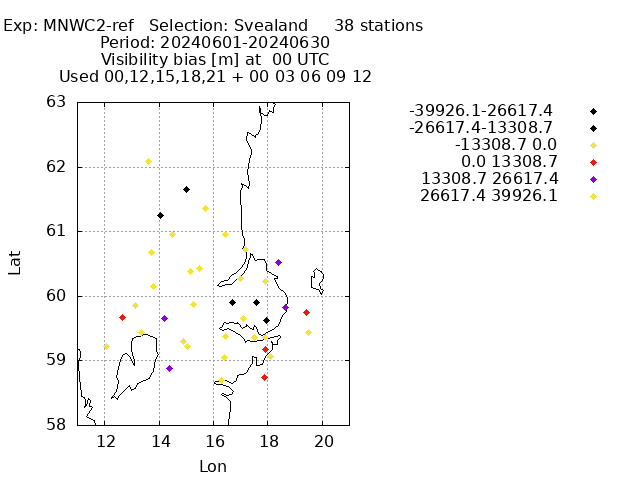 Exp: MNWC2-ref Selection: Svealand 38 stations
Period: 20240601-20240630
Visibility bias [m] at 00 UTC
Used 00,12,15,18,21 + 00 03 06 09 12
-39926.1-26617.4
-26617.4-13308.7
-13308.7 0.0
0.0 13308.7
13308.7 26617.4
26617.4 39926.1
63
62
61
60
59
58
Lat
12 14 16 18 20
Lon